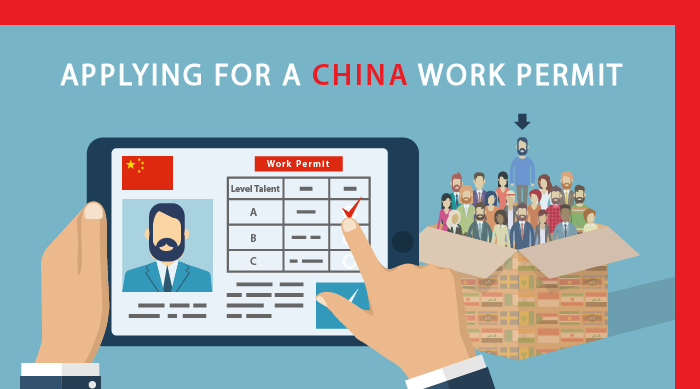 APPLYING FOR A CHINA WORK PERMIT
Work Permit
Level Talent
A
B
C